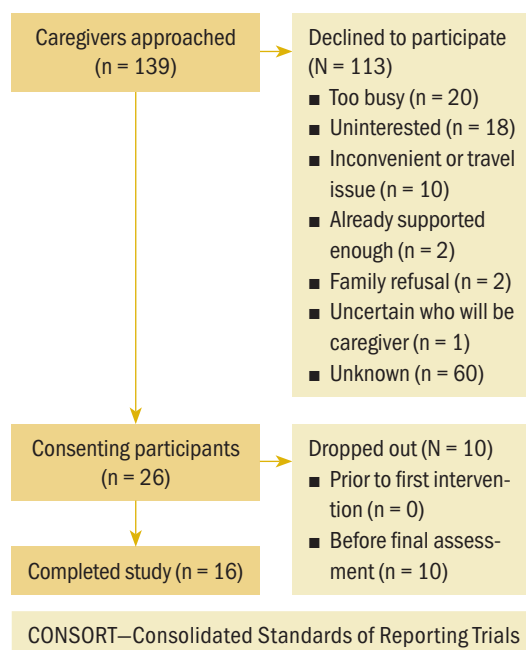 Caregivers approached
(n = 139)
Declined to participate
(N = 113)
■ Too busy (n = 20)
■ Uninterested (n = 18)
■ Inconvenient or travel
issue (n = 10)
■ Already supported
enough (n = 2)
■ Family refusal (n = 2)
■ Uncertain who will be
caregiver (n = 1)
■ Unknown (n = 60)
Consenting participants
(n = 26)
Dropped out (N = 10)
■ Prior to first interven-
tion (n = 0)
■ Before final assess-
ment (n = 10)
Completed study (n = 16)
CONSORT—Consolidated Standards of Reporting Trials